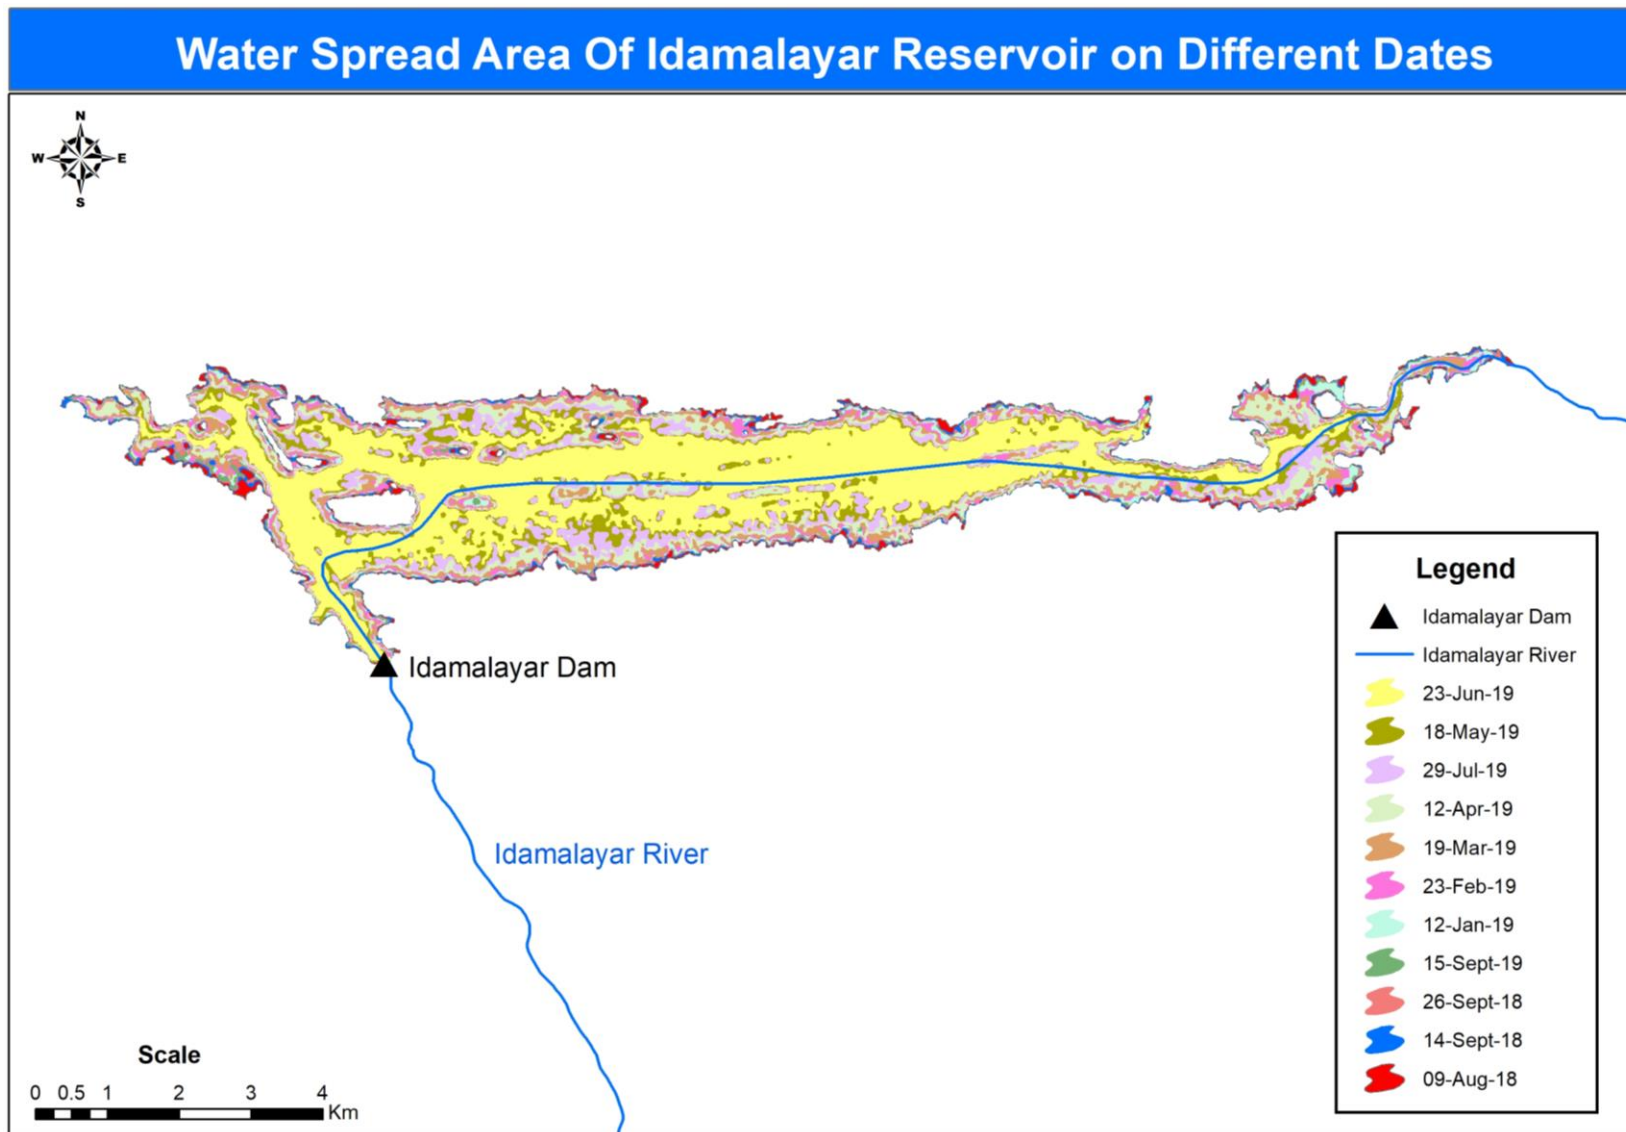 Water Spread Area Of Idamalayar Reservoir on Different Dates
N
W E
S
Idamalayar Dam
Idamalayar River
Legend
Idamalayar Dam
Idamalayar River
23-Jun-19
18-May-19
29-Jul-19
12-Apr-19
19-Mar-19
23-Feb-19
12-Jan-19
15-Sept-19
26-Sept-18
14-Sept-18
09-Aug-18
Scale
0 0.5 1 2 3 4
Km